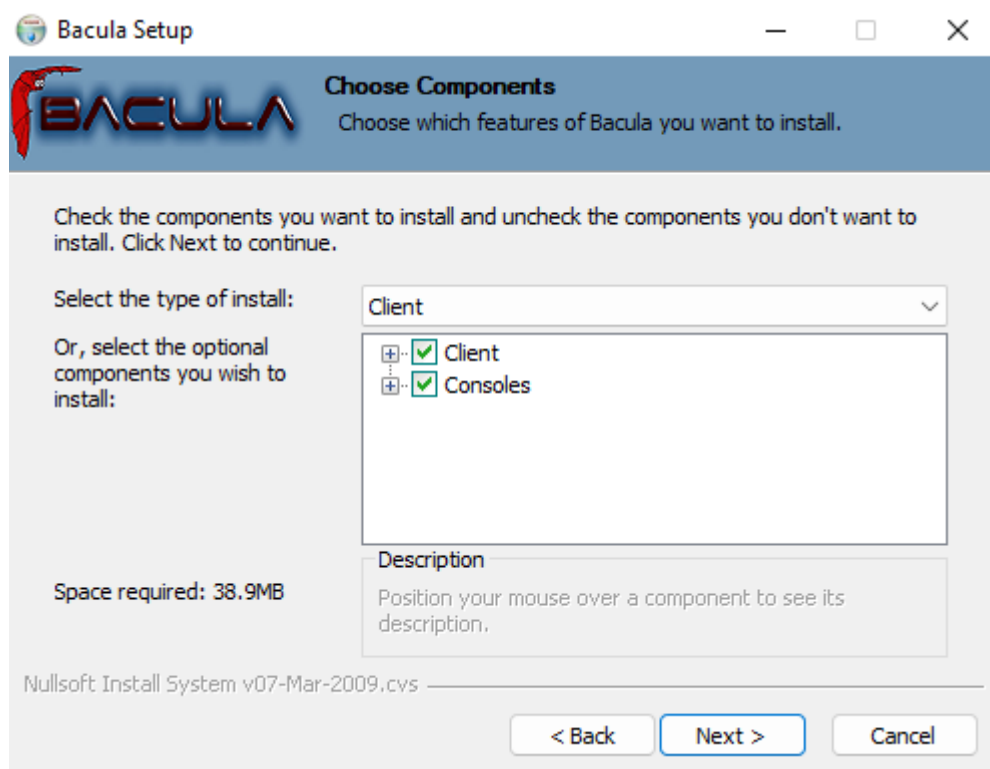 Bacula Setup
BACULA
Choose Components
Choose which features of Bacula you want to install.
Check the components you want to install and uncheck the components you don't want to
install. Click Next to continue.
Select the type of install:
Client
Or, select the optional
components you wish to
install:
Client
Consoles
Space required: 38.9MB
Description
Position your mouse over a component to see its
description.
Nullsoft Install System v07-Mar-2009.cvs
< Back
Next >
Cancel